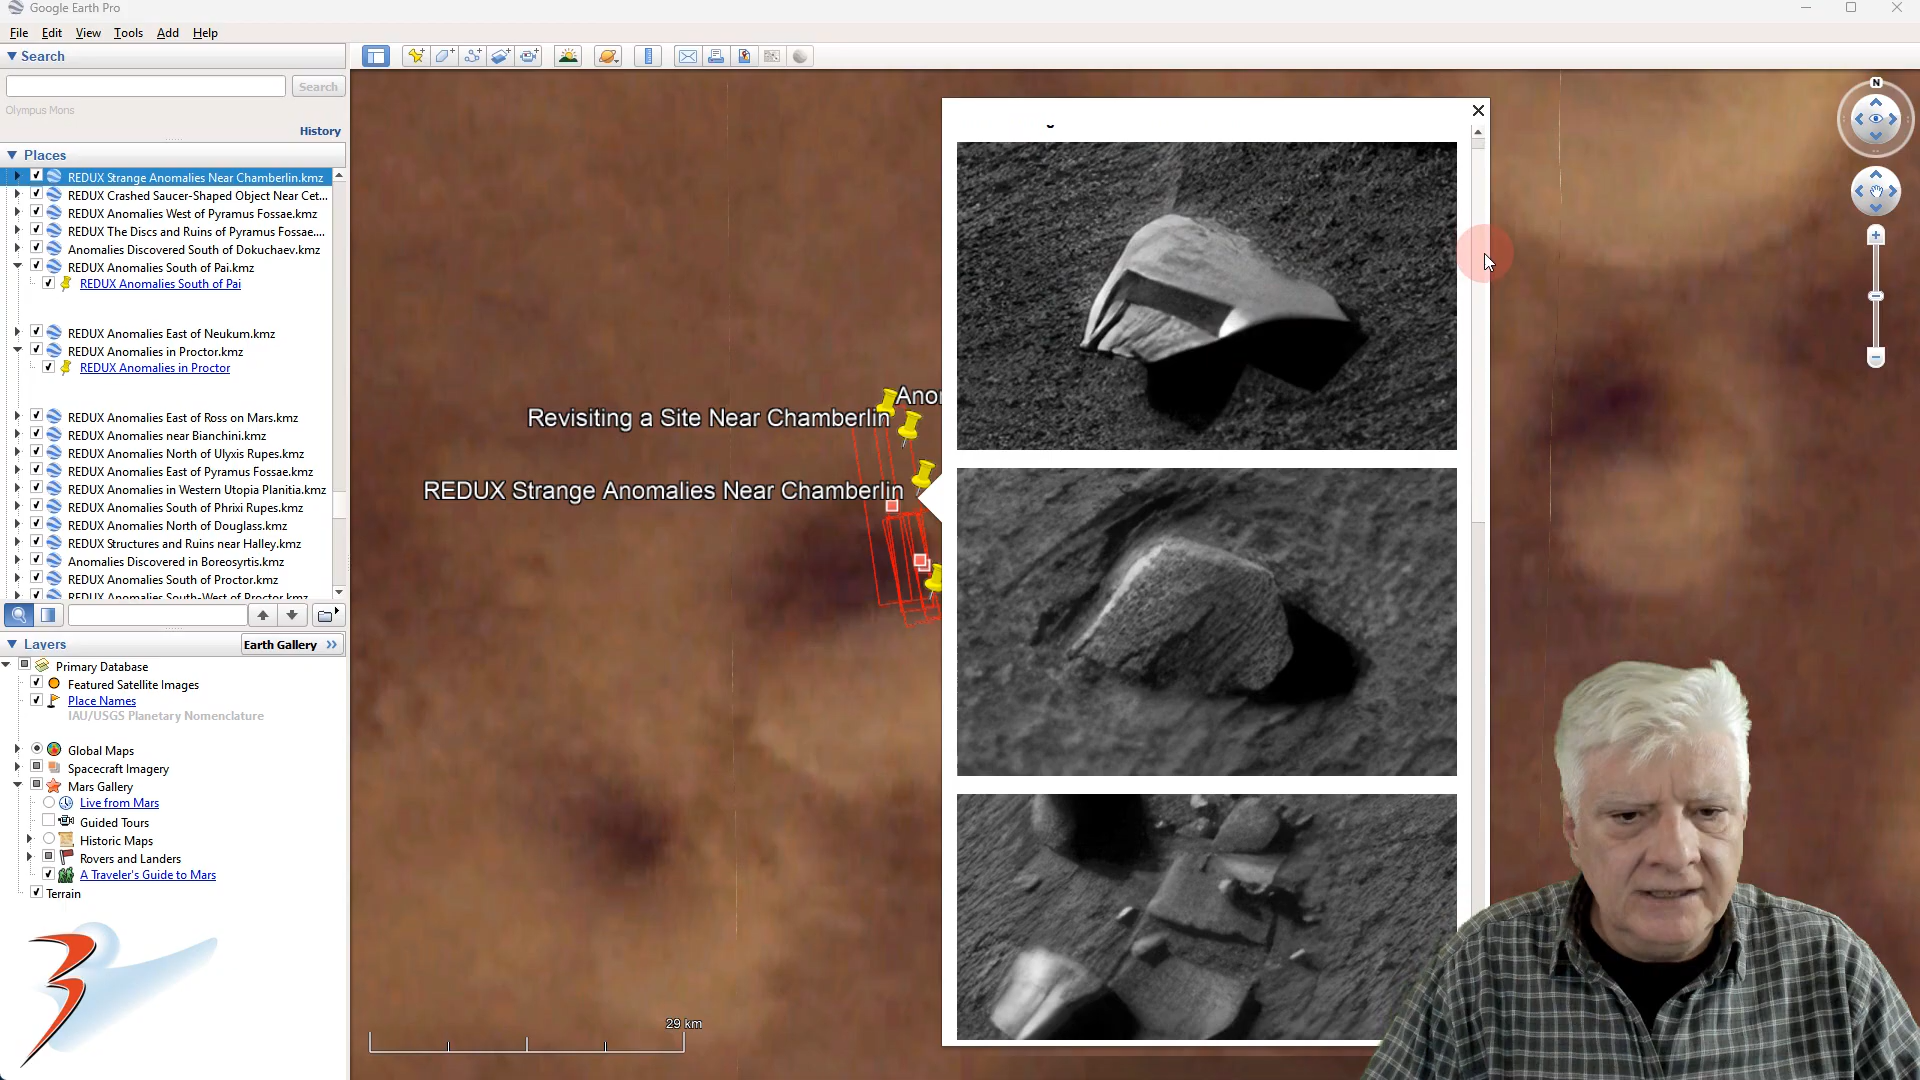 Google Earth Pro
File Edit View Tools Add Help
Search
Search
Olympus Mons
History
Places
REDUX Strange Anomalies Near Chamberlin.kmz
REDUX Crashed Saucer-Shaped Object Near Cet...
REDUX Anomalies West of Pyramus Fossae.kmz
REDUX The Discs and Ruins of Pyramus Fossae....
Anomalies Discovered South of Dokuchaev.kmz
REDUX Anomalies South of Pai.kmz
REDUX Anomalies South of Pai
REDUX Anomalies East of Neukum.kmz
REDUX Anomalies in Proctor.kmz
REDUX Anomalies in Proctor
REDUX Anomalies East of Ross on Mars.kmz
REDUX Anomalies near Bianchini.kmz
REDUX Anomalies North of Ulyxis Rupes.kmz
REDUX Anomalies East of Pyramus Fossae.kmz
REDUX Anomalies in Western Utopia Planitia.kmz
REDUX Anomalies South of Phrixi Rupes.kmz
REDUX Anomalies North of Douglass.kmz
REDUX Structures and Ruins near Halley.kmz
Anomalies Discovered in Boreosyrtis.kmz
REDUX Anomalies South of Proctor.kmz
REDUX Anomalies South-West of Proctor.kmz
Layers
Earth Gallery »
Primary Database
Featured Satellite Images
Place Names
IAU/USGS Planetary Nomenclature
Global Maps
Spacecraft Imagery
Mars Gallery
Live from Mars
Guided Tours
Historic Maps
Rovers and Landers
A Traveler's Guide to Mars
Terrain
Anor
Revisiting a Site Near Chamberlin
REDUX Strange Anomalies Near Chamberlin
29 km
N